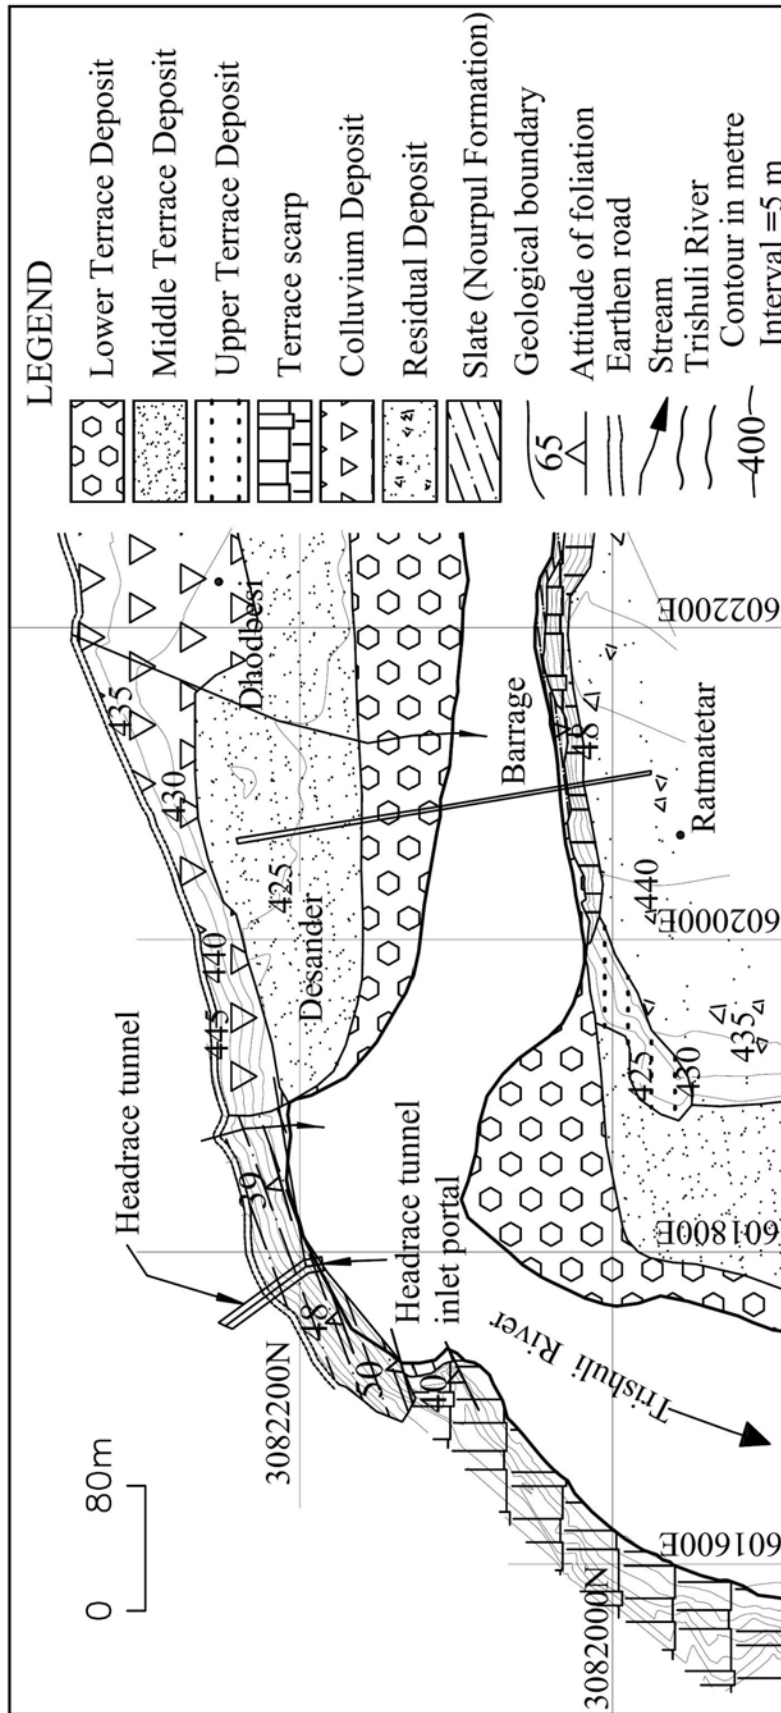 LEGEND
Lower Terrace Deposit
Middle Terrace Deposit
Upper Terrace Deposit
Terrace scarp
Colluvium Deposit
Residual Deposit
Slate (Nourpul Formation)
Geological boundary
65
Attitude of foliation
Earthen road
Stream
Trishuli River
400
Contour in metre
Interval =5 m
0
80m
Headrace tunnel
435
430
440
445
Dhodbesi
425
Desander
39
48
50
40
Headrace tunnel
inlet portal
3082200N
Barrage
48
Ratmatetar
440
435
425
430
Trishuli River
3082000N
602200E
602000E
601800E
601600E